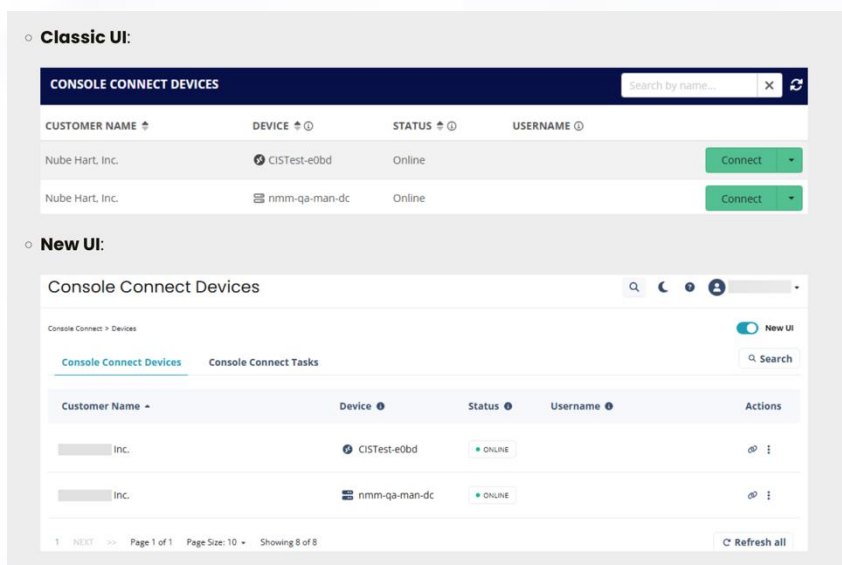 Classic UI:
CONSOLE CONNECT DEVICES Search by name...
CUSTOMER NAME DEVICE STATUS USERNAME
Nube Hart, Inc. CISTest-e0bd Online Connect
Nube Hart, Inc. nmm-qa-man-dc Online Connect
New UI:
Console Connect Devices
Console Connect > Devices New UI
Console Connect Devices Console Connect Tasks Search
Customer Name Device Status Username Actions
Inc. CISTest-e0bd ONLINE
Inc. nmm-qa-man-dc ONLINE
1 NEXT >> Page 1 of 1 Page Size: 10 Showing 8 of 8 Refresh all